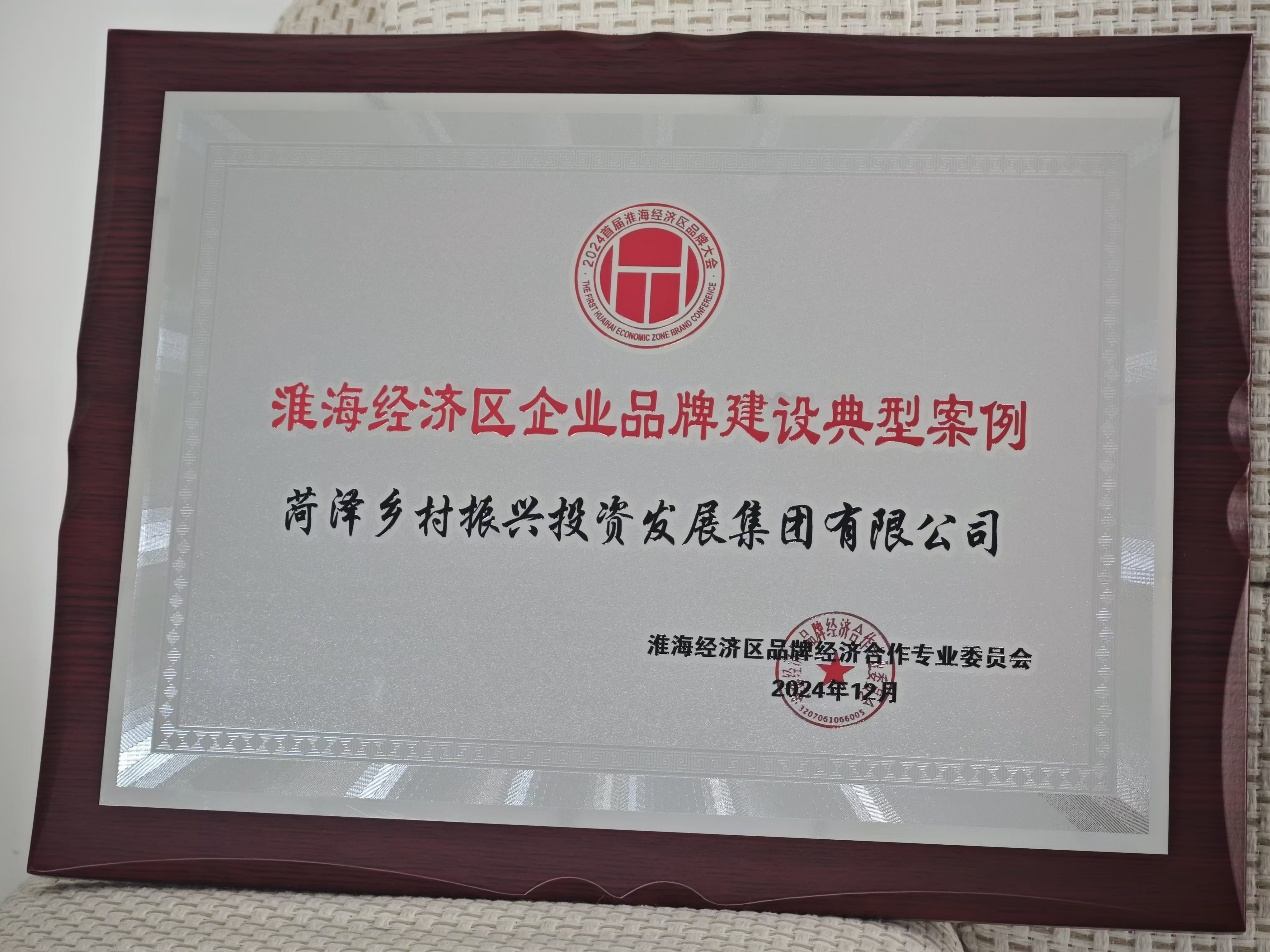 2024首届淮海经济区品牌大会
THE FIRST HUAIHAI ECONOMIC ZONE BRAND CONFERENCE
淮海经济区企业品牌建设典型案例
菏泽乡村振兴投资发展集团有限公司
淮海经济区品牌经济合作专业委员会
2024年12月
3207061066005